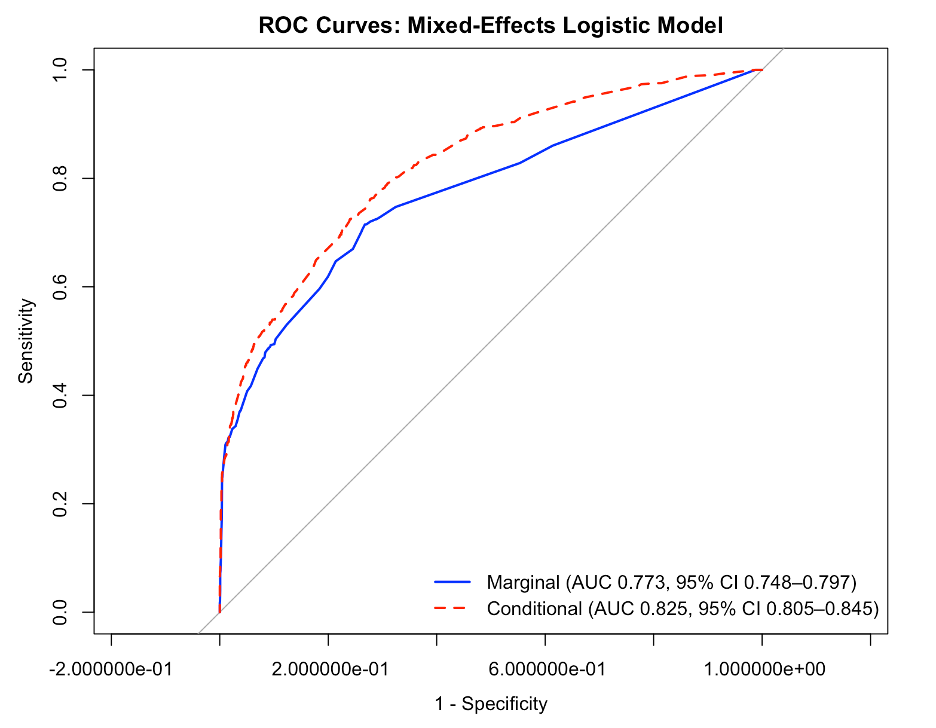 ROC Curves: Mixed-Effects Logistic Model
1.0
0.8
0.6
0.4
0.2
0.0
Sensitivity
Marginal (AUC 0.773, 95% CI 0.748–0.797)
Conditional (AUC 0.825, 95% CI 0.805–0.845)
-2.000000e-01 2.000000e-01 6.000000e-01 1.000000e+00
1 - Specificity